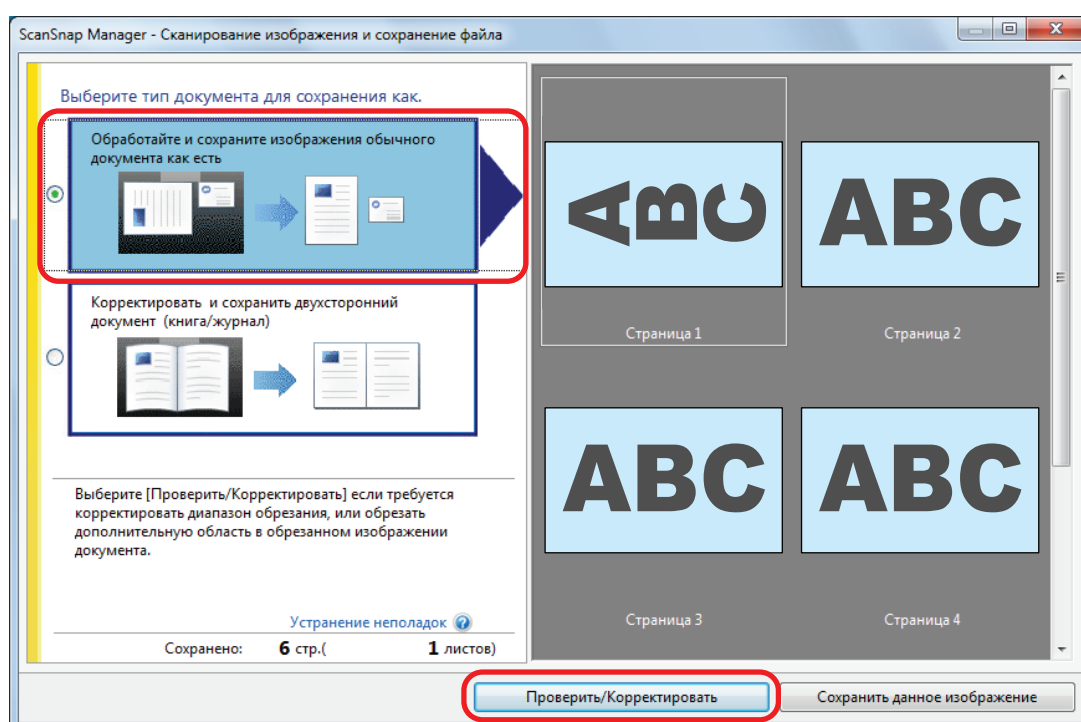 ScanSnap Manager - Сканирование изображения и сохранение файла
Выберите тип документа для сохранения как.
Обработайте и сохраните изображения обычного
документа как есть
Корректировать и сохранить двухсторонний
документ (книга/журнал)
Выберите [Проверить/Корректировать] если требуется
корректировать диапазон обрезания, или обрезать
дополнительную область в обрезанном изображении
документа.
Устранение неполадок
Сохранено: 6 стр.( 1 листов)
ABC
Страница 1
ABC
Страница 2
ABC
Страница 3
ABC
Страница 4
Проверить/Корректировать
Сохранить данное изображение